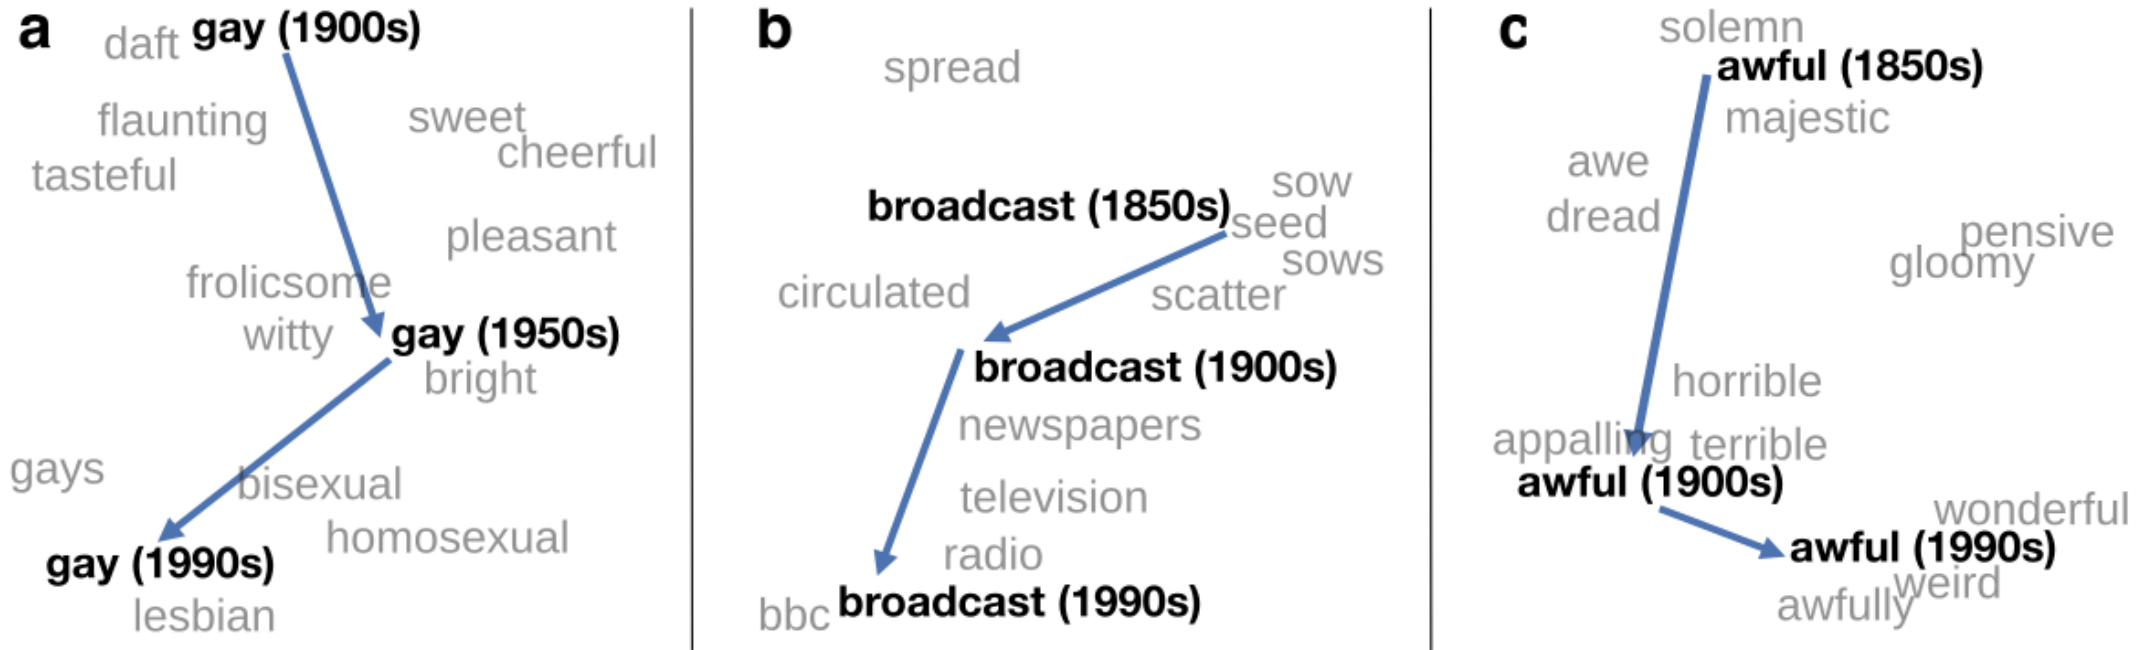 a
daft gay (1900s)
flaunting
sweet
tasteful
cheerful
pleasant
frolicsome
witty
gay (1950s)
bright
gays
bisexual
homosexual
gay (1990s)
lesbian
b
spread
sow
broadcast (1850s)
seed
sows
circulated
scatter
broadcast (1900s)
newspapers
television
radio
bbc broadcast (1990s)
c
solemn
awful (1850s)
majestic
awe
dread
pensive
gloomy
horrible
appalling terrible
awful (1900s)
wonderful
awful (1990s)
weird
awfully